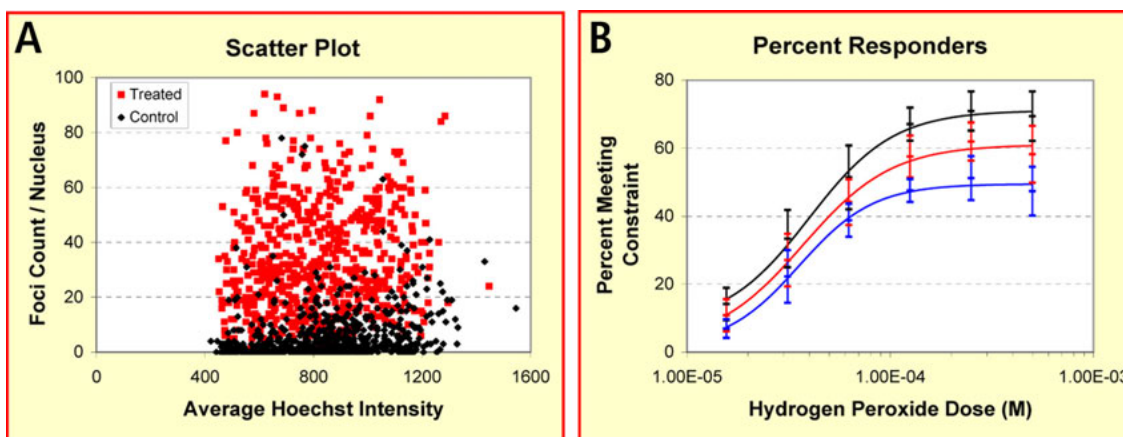 A
Scatter Plot
Foci Count / Nucleus
100
80
60
40
20
0
Treated
Control
0
400
800
1200
1600
Average Hoechst Intensity
B
Percent Responders
Percent Meeting
Constraint
80
60
40
20
0
1.00E-05
1.00E-04
1.00E-03
Hydrogen Peroxide Dose (M)